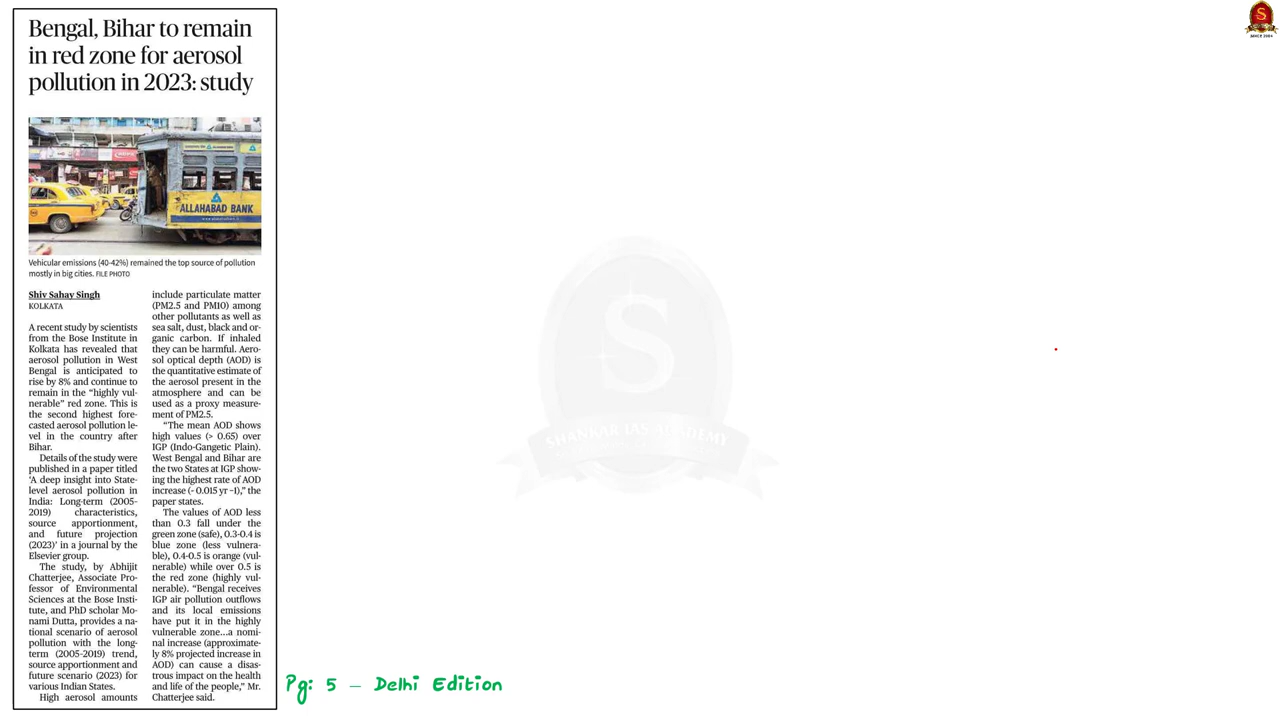 Bengal, Bihar to remain
in red zone for aerosol
pollution in 2023: study
ALLAHABAD BANK
Vehicular emissions (40-42%) remained the top source of pollution
mostly in big cities. FILE PHOTO
Shiv Sahay Singh
KOLKATA
A recent study by scientists
from the Bose Institute in
Kolkata has revealed that
aerosol pollution in West
Bengal is anticipated to
rise by 8% and continue to
remain in the “highly vul-
nerable” red zone. This is
the second highest fore-
casted aerosol pollution le-
vel in the country after
Bihar.
Details of the study were
published in a paper titled
‘A deep insight into State-
level aerosol pollution in
India: Long-term (2005-
2019) characteristics,
source apportionment,
and future projection
(2023)’ in a journal by the
Elsevier group.
The study, by Abhijit
Chatterjee, Associate Pro-
fessor of Environmental
Sciences at the Bose Insti-
tute, and PhD scholar Mo-
nami Dutta, provides a na-
tional scenario of aerosol
pollution with the long-
term (2005-2019) trend,
source apportionment and
future scenario (2023) for
various Indian States.
High aerosol amounts
include particulate matter
(PM2.5 and PM10) among
other pollutants as well as
sea salt, dust, black and or-
ganic carbon. If inhaled
they can be harmful. Aero-
sol optical depth (AOD) is
the quantitative estimate of
the aerosol present in the
atmosphere and can be
used as a proxy measure-
ment of PM2.5.
“The mean AOD shows
high values (> 0.65) over
IGP (Indo-Gangetic Plain).
West Bengal and Bihar are
the two States at IGP show-
ing the highest rate of AOD
increase (~ 0.015 yr −1),” the
paper states.
The values of AOD less
than 0.3 fall under the
green zone (safe), 0.3-0.4 is
blue zone (less vulnera-
ble), 0.4-0.5 is orange (vul-
nerable) while over 0.5 is
the red zone (highly vul-
nerable). “Bengal receives
IGP air pollution outflows
and its local emissions
have put it in the highly
vulnerable zone...a nomi-
nal increase (approximate-
ly 8% projected increase in
AOD) can cause a disas-
trous impact on the health
and life of the people,” Mr.
Chatterjee said.
Pg: 5 – Delhi Edition
S
SHANKAR IAS ACADEMY
S
SINCE 2004